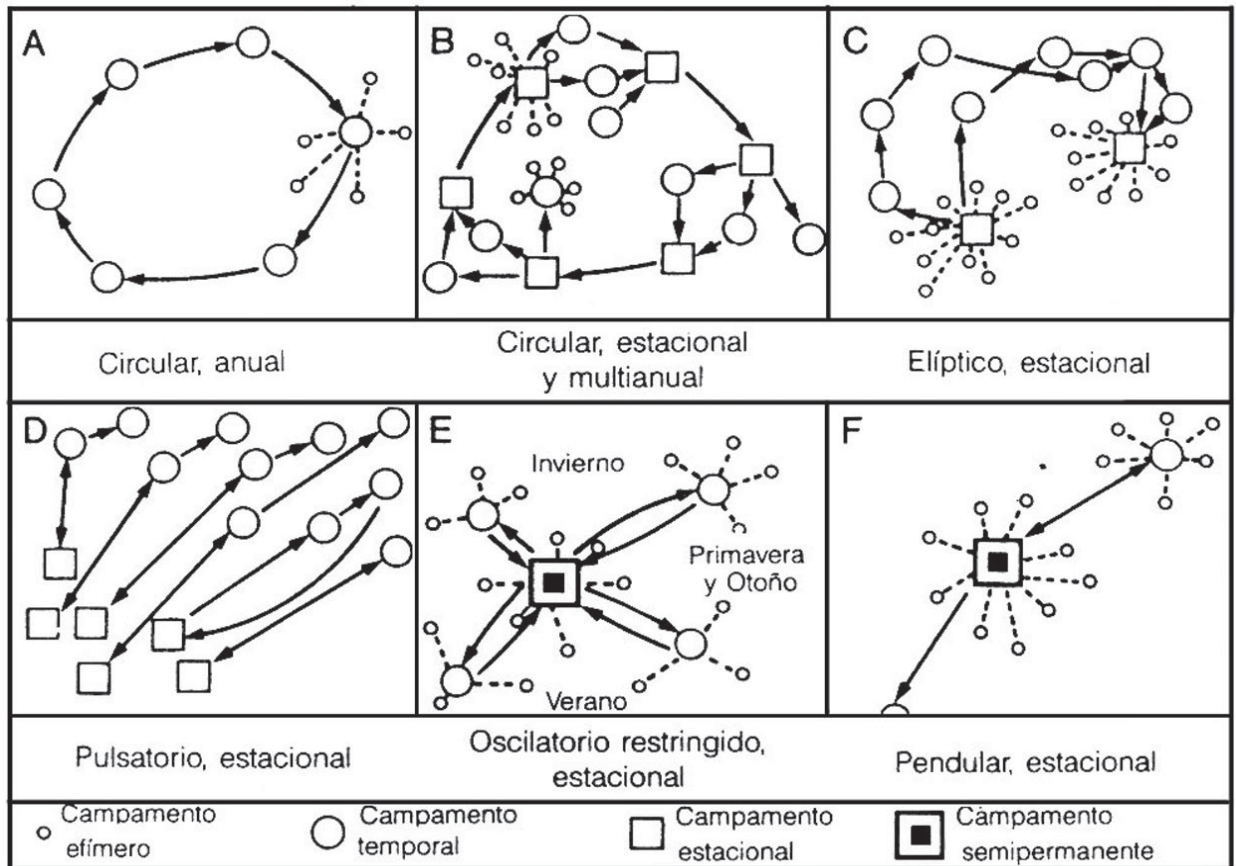 A
B
C
Circular, anual
Circular, estacional
y multianual
Elíptico, estacional
D
E
F
Invierno
Primavera
y Otoño
Verano
Pulsatorio, estacional
Oscilatorio restringido,
estacional
Pendular, estacional
Campamento
efímero
Campamento
temporal
Campamento
estacional
Campamento
semipermanente